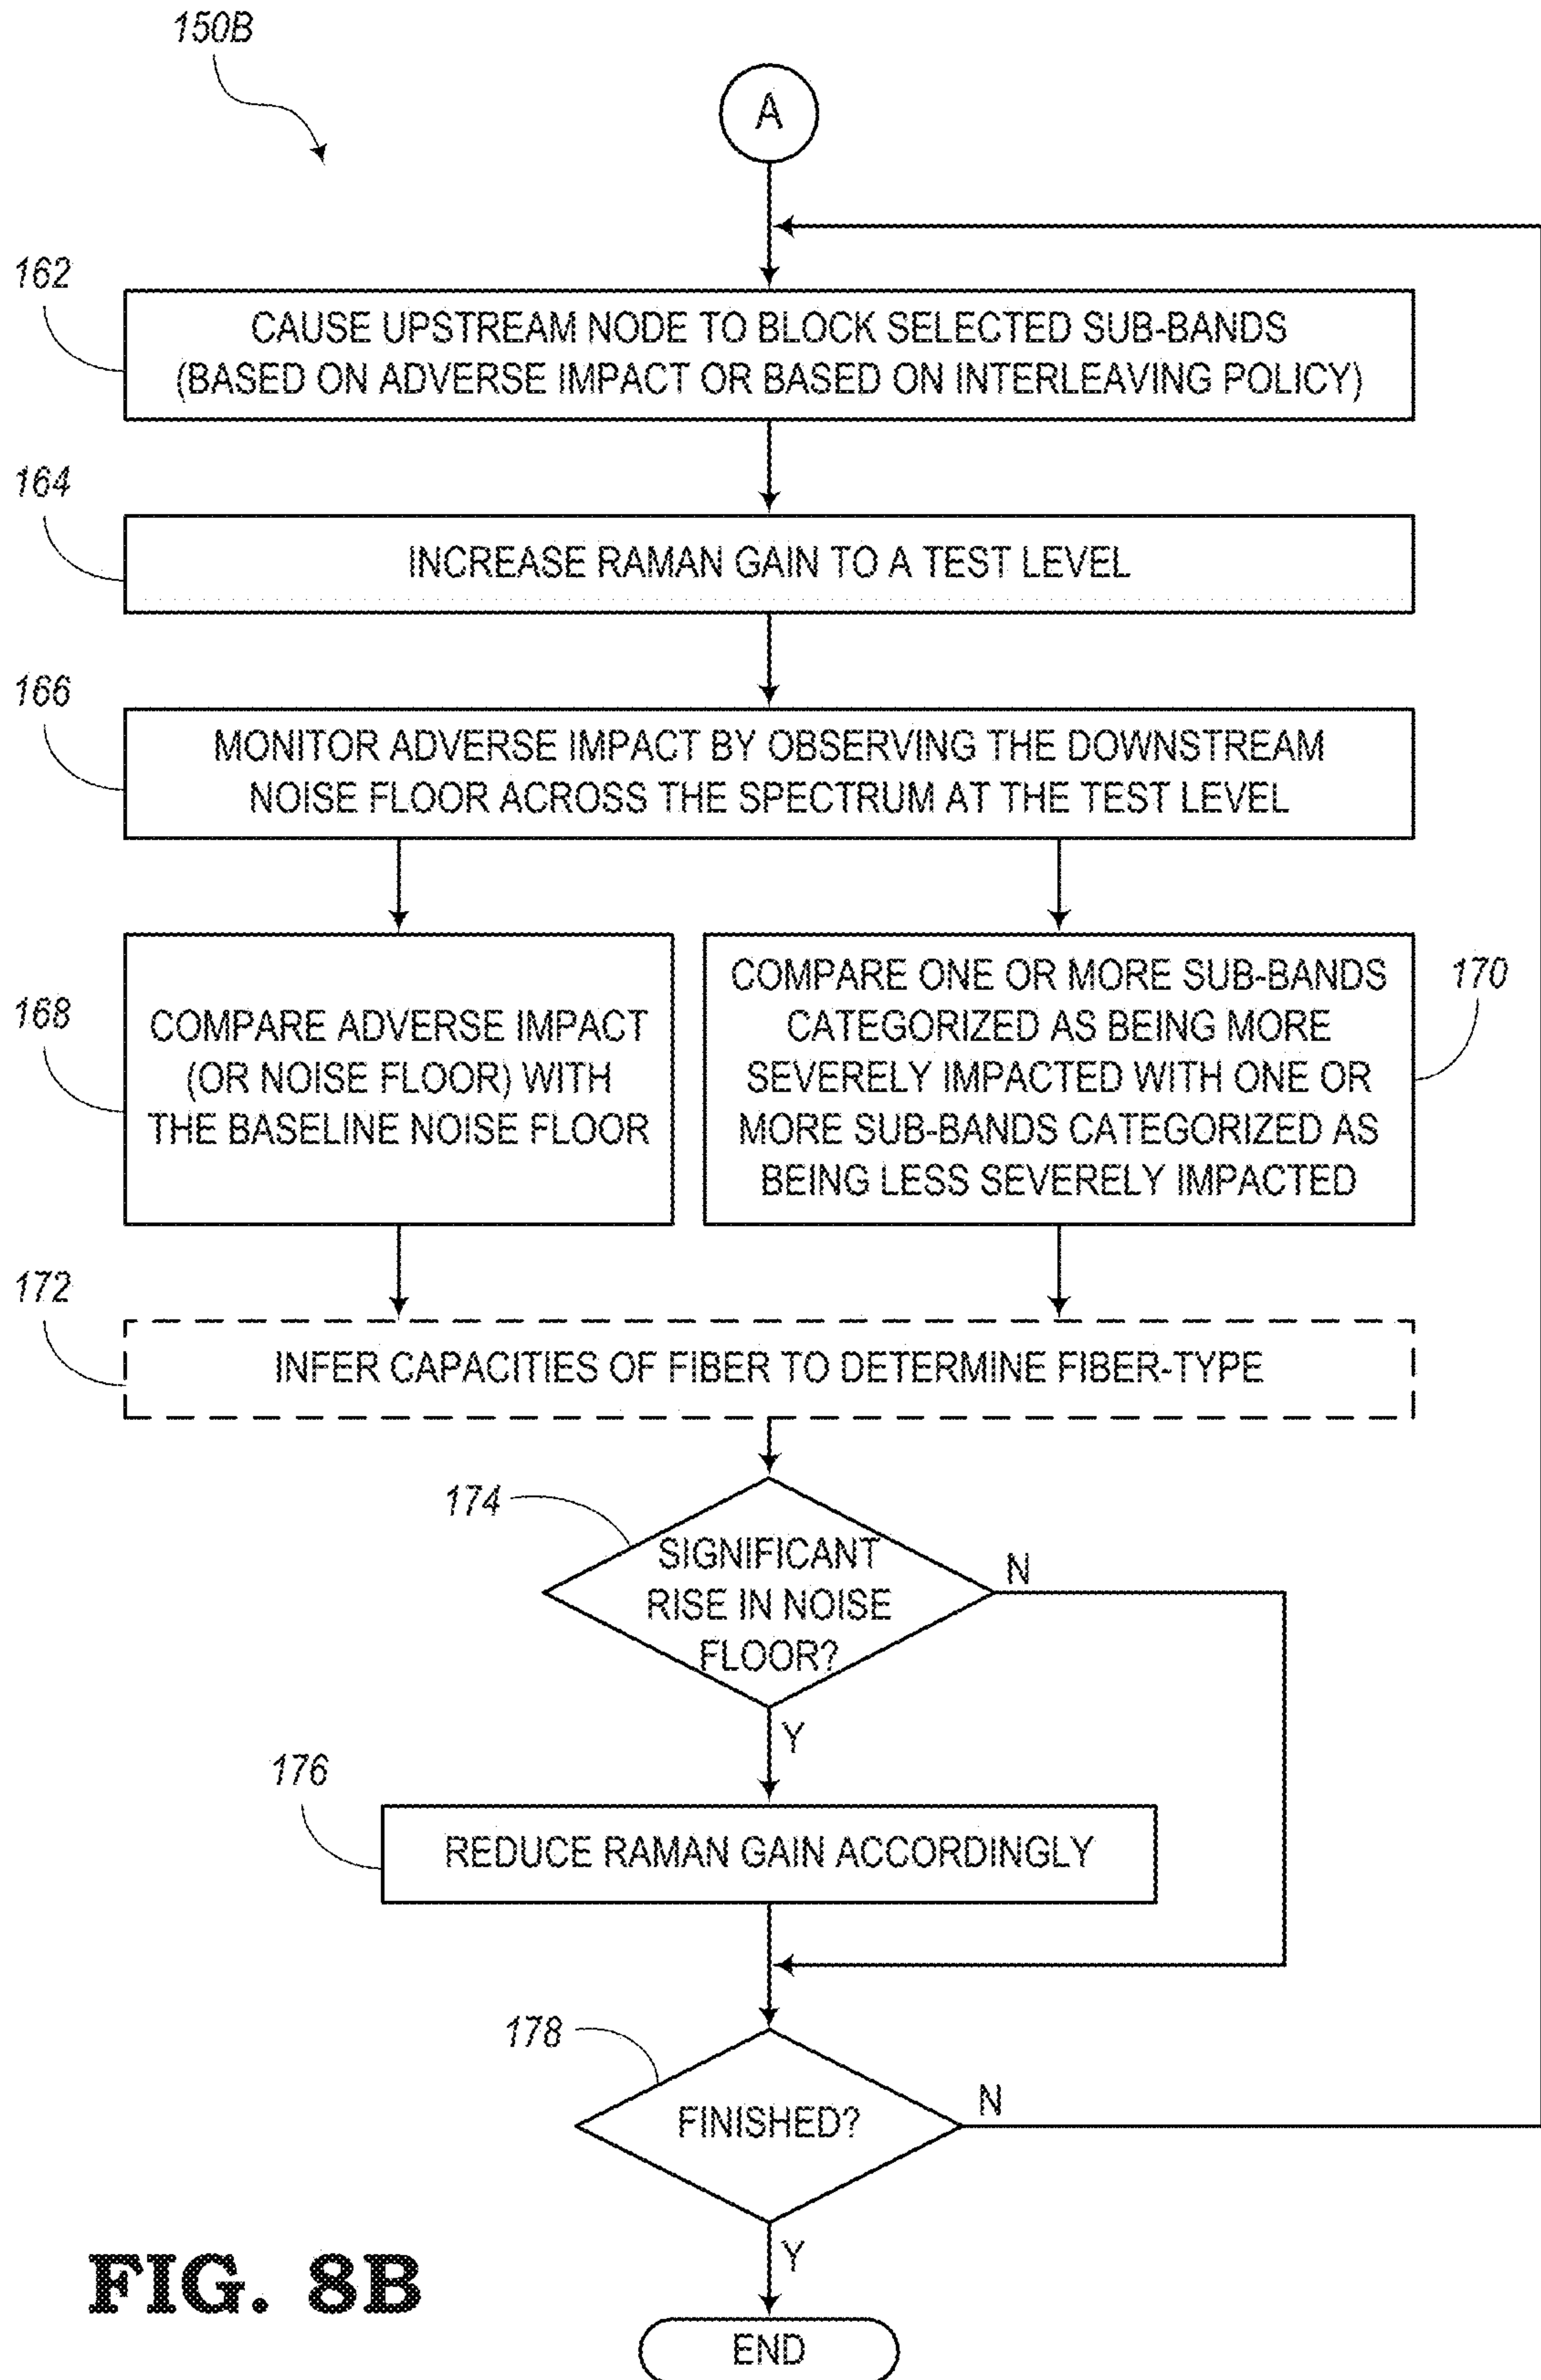 150B
A
162
CAUSE UPSTREAM NODE TO BLOCK SELECTED SUB-BANDS
(BASED ON ADVERSE IMPACT OR BASED ON INTERLEAVING POLICY)
164
INCREASE RAMAN GAIN TO A TEST LEVEL
166
MONITOR ADVERSE IMPACT BY OBSERVING THE DOWNSTREAM
NOISE FLOOR ACROSS THE SPECTRUM AT THE TEST LEVEL
168
COMPARE ADVERSE IMPACT
(OR NOISE FLOOR) WITH
THE BASELINE NOISE FLOOR
COMPARE ONE OR MORE SUB-BANDS
CATEGORIZED AS BEING MORE
SEVERELY IMPACTED WITH ONE OR
MORE SUB-BANDS CATEGORIZED AS
BEING LESS SEVERELY IMPACTED
170
172
INFER CAPACITIES OF FIBER TO DETERMINE FIBER-TYPE
174
SIGNIFICANT
RISE IN NOISE
FLOOR?
N
Y
176
REDUCE RAMAN GAIN ACCORDINGLY
178
FINISHED?
N
Y
END
FIG. 8B